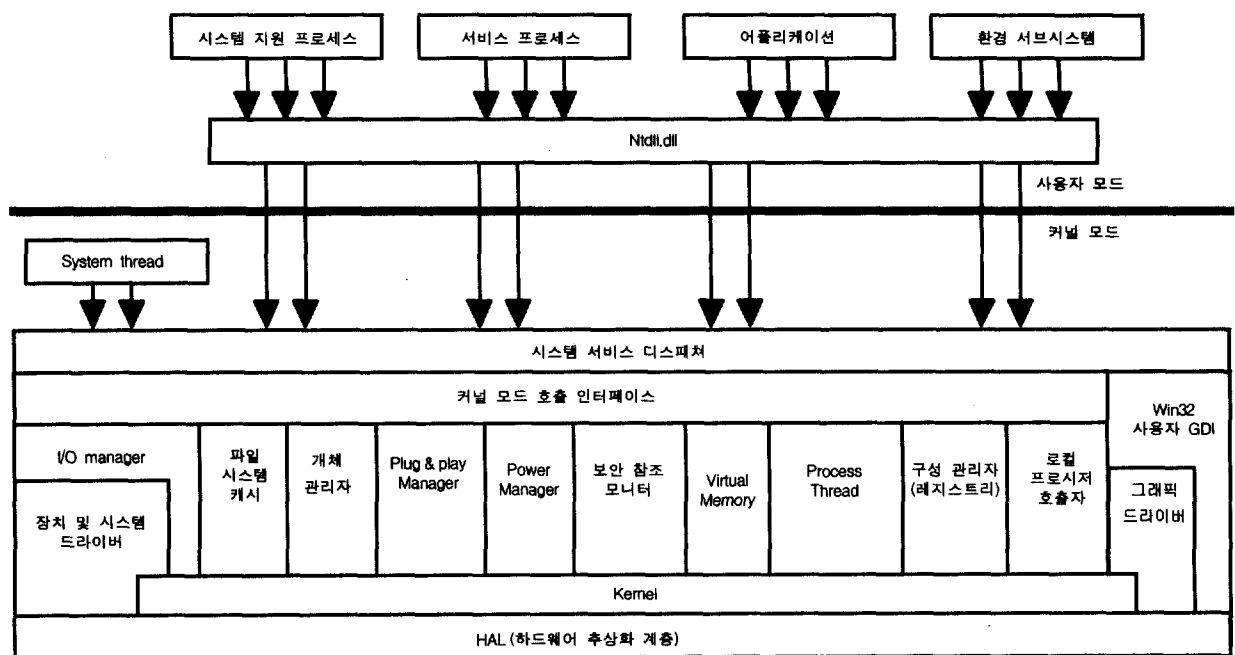 시스템 지원 프로세스
서비스 프로세스
어플리케이션
환경 서브시스템
Ntdll.dll
사용자 모드
커널 모드
System thread
시스템 서비스 디스패쳐
커널 모드 호출 인터페이스
Win32
사용자 GDI
I/O manager
장치 및 시스템
드라이버
파일
시스템
캐시
개체
관리자
Plug & play
Manager
Power
Manager
보안 참조
모니터
Virtual
Memory
Process
Thread
구성 관리자
(레지스트리)
로컬
프로시저
호출자
그래픽
드라이버
Kernel
HAL(하드웨어 추상화 계층)